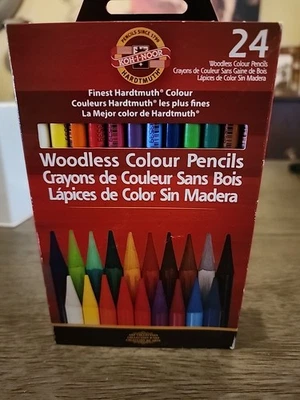 PENCILS SINCE 1790
KOH-I-NOOR
HARDTMUTH
24
Woodless Colour Pencils
Crayons de Couleur Sans Gaine de Bois
Lápices de Color Sin Madera
Finest Hardtmuth® Colour
Couleurs Hardtmuth® les plus fines
La Mejor color de Hardtmuth®
Woodless Colour Pencils
Crayons de Couleur Sans Bois
Lápices de Color Sin Madera